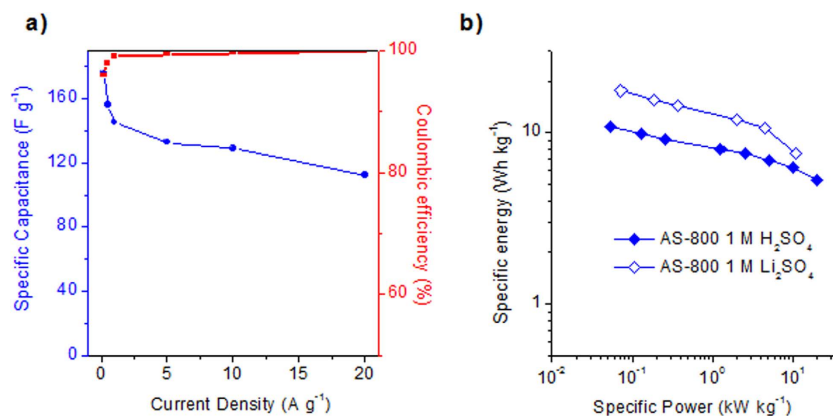 a)
Specific Capacitance (F g⁻¹)
160
120
80
40
0
100
80
60
Coulombic efficiency (%)
0 5 10 15 20
Current Density (A g⁻¹)
b)
Specific energy (Wh kg⁻¹)
10
1
AS-800 1 M H₂SO₄
AS-800 1 M Li₂SO₄
10⁻² 10⁻¹ 10⁰ 10¹
Specific Power (kW kg⁻¹)